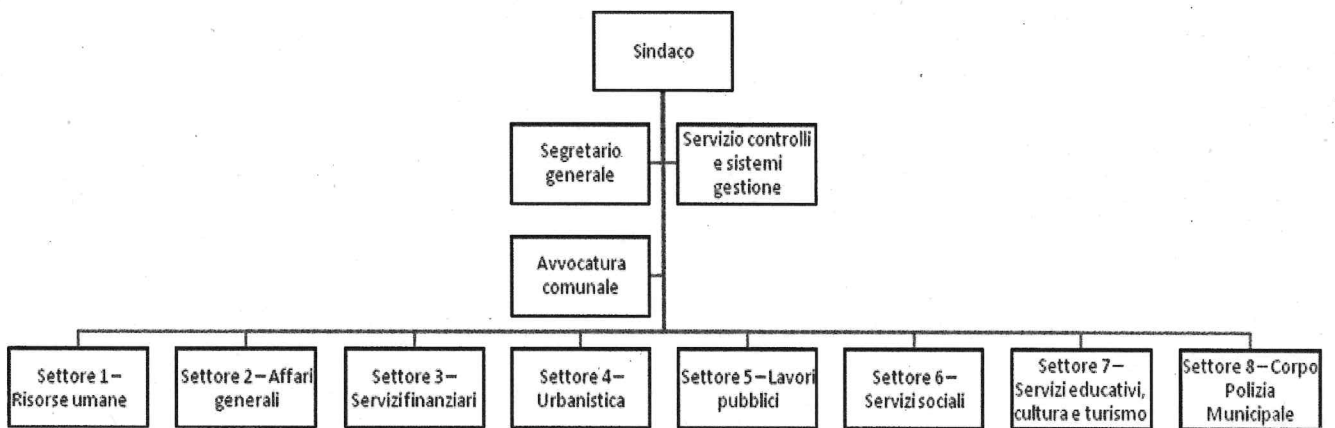 Sindaco
Segretario
generale
Servizio controlli
e sistemi
gestione
Avvocatura
comunale
Settore 1 –
Risorse umane
Settore 2 – Affari
generali
Settore 3 –
Servizi finanziari
Settore 4 –
Urbanistica
Settore 5 – Lavori
pubblici
Settore 6 –
Servizi sociali
Settore 7 –
Servizi educativi,
cultura e turismo
Settore 8 – Corpo
Polizia
Municipale